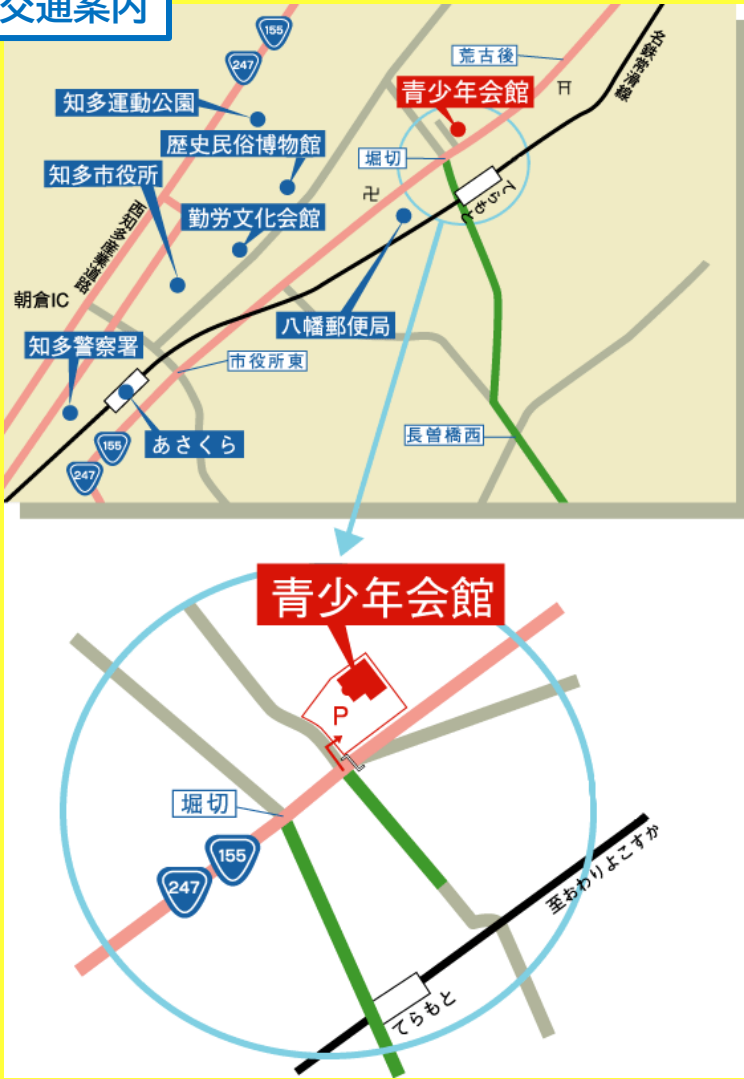 交通案内
155
247
名鉄常滑線
荒古後
知多運動公園
青少年会館
歴史民俗博物館
堀切
知多市役所
てらもと
勤労文化会館
西知多産業道路
朝倉IC
八幡郵便局
知多警察署
市役所東
あさくら
長曽橋西
155
247
青少年会館
P
堀切
155
247
至おわりよこすか
てらもと